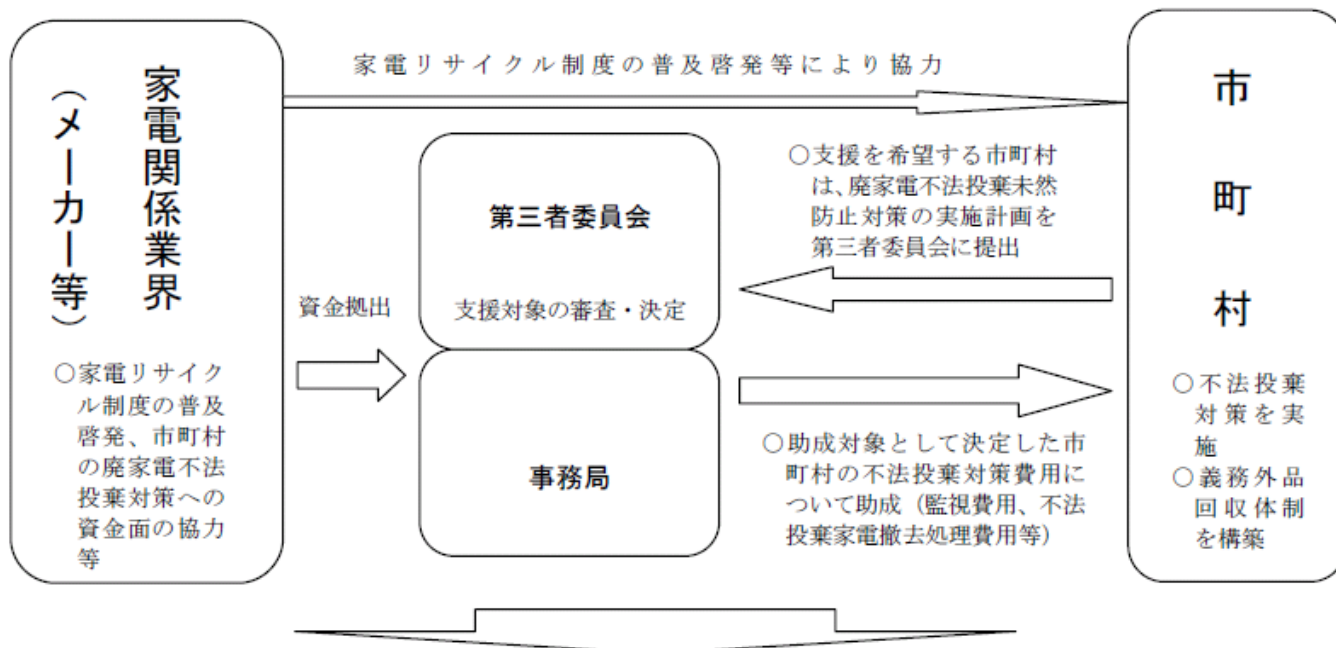 家電関係業界
（メーカー等）
○家電リサイク
ル制度の普及
啓発、市町村
の廃家電不法
投棄対策への
資金面の協力
等
家電リサイクル制度の普及啓発等により協力
資金拠出
第三者委員会
支援対象の審査・決定
事務局
○支援を希望する市町村
は、廃家電不法投棄未然
防止対策の実施計画を
第三者委員会に提出
○助成対象として決定した市
町村の不法投棄対策費用に
ついて助成（監視費用、不法
投棄家電撤去処理費用等）
市町村
○不法投棄
対策を実
施
○義務外品
回収体制
を構築